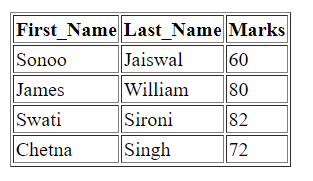 First_Name Last_Name Marks
Sonoo Jaiswal 60
James William 80
Swati Sironi 82
Chetna Singh 72